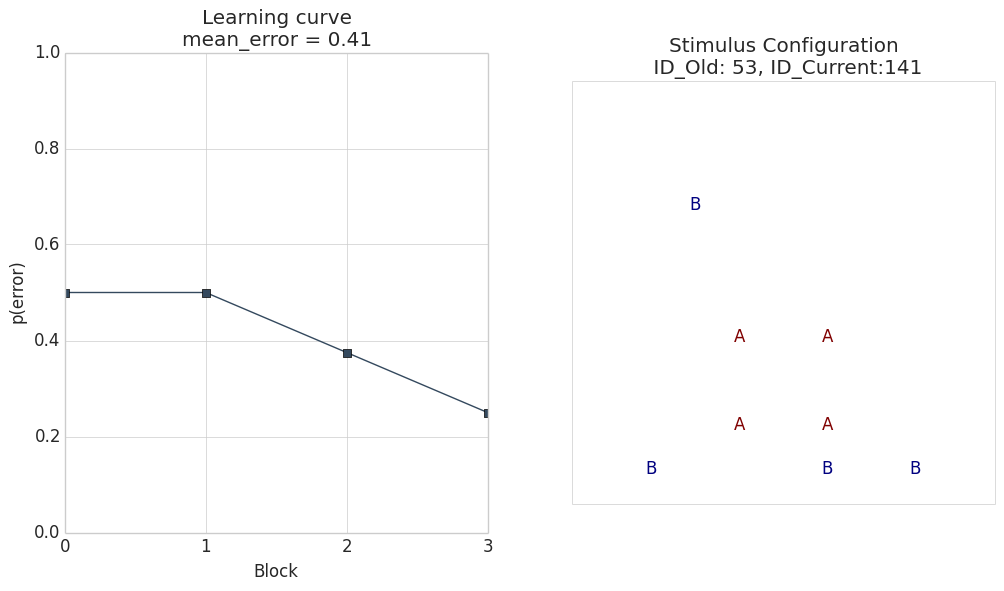 Learning curve
mean_error = 0.41
1.0
0.8
0.6
0.4
0.2
0.0
p(error)
0 1 2 3
Block
Stimulus Configuration
ID_Old: 53, ID_Current:141
B
A A
A A
B B B